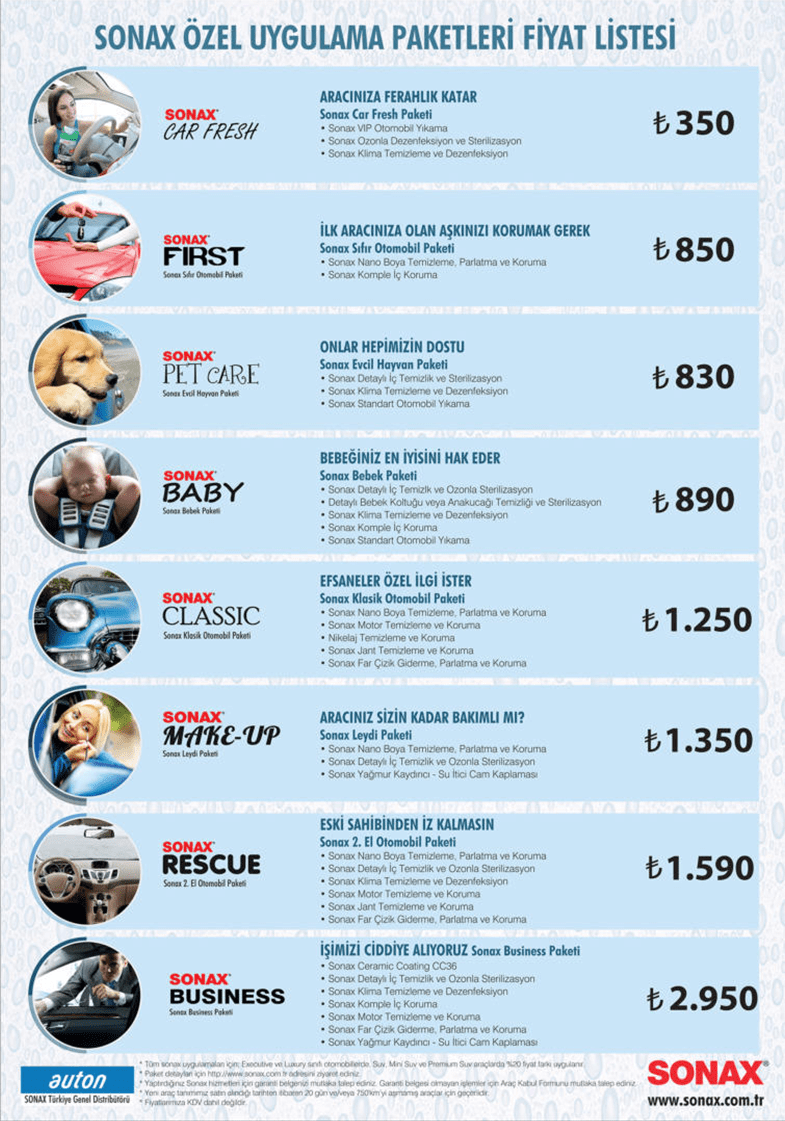 SONAX ÖZEL UYGULAMA PAKETLERİ FİYAT LİSTESİ
SONAX
CAR FRESH
ARACINIZA FERAHLIK KATAR
Sonax Car Fresh Paketi
• Sonax VIP Otomobil Yıkama
• Sonax Ozonla Dezenfeksiyon ve Sterilizasyon
• Sonax Klima Temizleme ve Dezenfeksiyon
₺350
SONAX
FIRST
Sonax Sıfır Otomobil Paketi
İLK ARACINIZA OLAN AŞKINIZI KORUMAK GEREK
Sonax Sıfır Otomobil Paketi
• Sonax Nano Boya Temizleme, Parlatma ve Koruma
• Sonax Komple İç Koruma
₺850
SONAX
PET CARE
Sonax Evcil Hayvan Paketi
ONLAR HEPİMİZİN DOSTU
Sonax Evcil Hayvan Paketi
• Sonax Detaylı İç Temizlik ve Sterilizasyon
• Sonax Klima Temizleme ve Dezenfeksiyon
• Sonax Standart Otomobil Yıkama
₺830
SONAX
BABY
Sonax Bebek Paketi
BEBEĞİNİZ EN İYİSİNİ HAK EDER
Sonax Bebek Paketi
• Sonax Detaylı İç Temizlk ve Ozonla Sterilizasyon
• Detaylı Bebek Koltuğu veya Anakucağı Temizliği ve Sterilizasyon
• Sonax Klima Temizleme ve Dezenfeksiyon
• Sonax Komple İç Koruma
• Sonax Standart Otomobil Yıkama
₺890
SONAX
CLASSIC
Sonax Klasik Otomobil Paketi
EFSANELER ÖZEL İLGİ İSTER
Sonax Klasik Otomobil Paketi
• Sonax Nano Boya Temizleme, Parlatma ve Koruma
• Sonax Motor Temizleme ve Koruma
• Nikelaj Temizleme ve Koruma
• Sonax Jant Temizleme ve Koruma
• Sonax Far Çizik Giderme, Parlatma ve Koruma
₺1.250
SONAX
MAKE-UP
Sonax Leydi Paketi
ARACINIZ SİZİN KADAR BAKIMLI MI?
Sonax Leydi Paketi
• Sonax Nano Boya Temizleme, Parlatma ve Koruma
• Sonax Detaylı İç Temizlik ve Ozonla Sterilizasyon
• Sonax Yağmur Kaydırıcı - Su İtici Cam Kaplaması
₺1.350
SONAX
RESCUE
Sonax 2. El Otomobil Paketi
ESKİ SAHİBİNDEN İZ KALMASIN
Sonax 2. El Otomobil Paketi
• Sonax Nano Boya Temizleme, Parlatma ve Koruma
• Sonax Detaylı İç Temizlik ve Ozonla Sterilizasyon
• Sonax Klima Temizleme ve Dezenfeksiyon
• Sonax Motor Temizleme ve Koruma
• Sonax Jant Temizleme ve Koruma
• Sonax Far Çizik Giderme, Parlatma ve Koruma
₺1.590
SONAX
BUSINESS
Sonax Business Paketi
İŞİMİZİ CİDDİYE ALIYORUZ Sonax Business Paketi
• Sonax Ceramic Coating CC36
• Sonax Detaylı İç Temizlik ve Ozonla Sterilizasyon
• Sonax Klima Temizleme ve Dezenfeksiyon
• Sonax Komple İç Koruma
• Sonax Motor Temizleme ve Koruma
• Sonax Far Çizik Giderme, Parlatma ve Koruma
• Sonax Yağmur Kaydırıcı - Su İtici Cam Kaplaması
₺2.950
auton
SONAX Türkiye Genel Distribütörü
* Tüm sonax uygulamaları için: Executive ve Luxury sınıfı otomobillerde, Suv, Mini Suv ve Premium Suv araçlarda %20 fiyat farkı uygulanır.
* Paket detayları için http://www.sonax.com.tr adresini ziyaret ediniz.
* Yaptırdığınız Sonax hizmetleri için garanti belgenizi mutlaka talep ediniz. Garanti belgesi olmayan işlemler için Araç Kabul Formunu mutlaka talep ediniz.
* Yeni araç tanımımız satın alındığı tarihten itibaren 20 gün ve/veya 750km'yi aşmamış araçlar için geçerlidir.
* Fiyatlarımıza KDV dahil değildir.
SONAX
www.sonax.com.tr